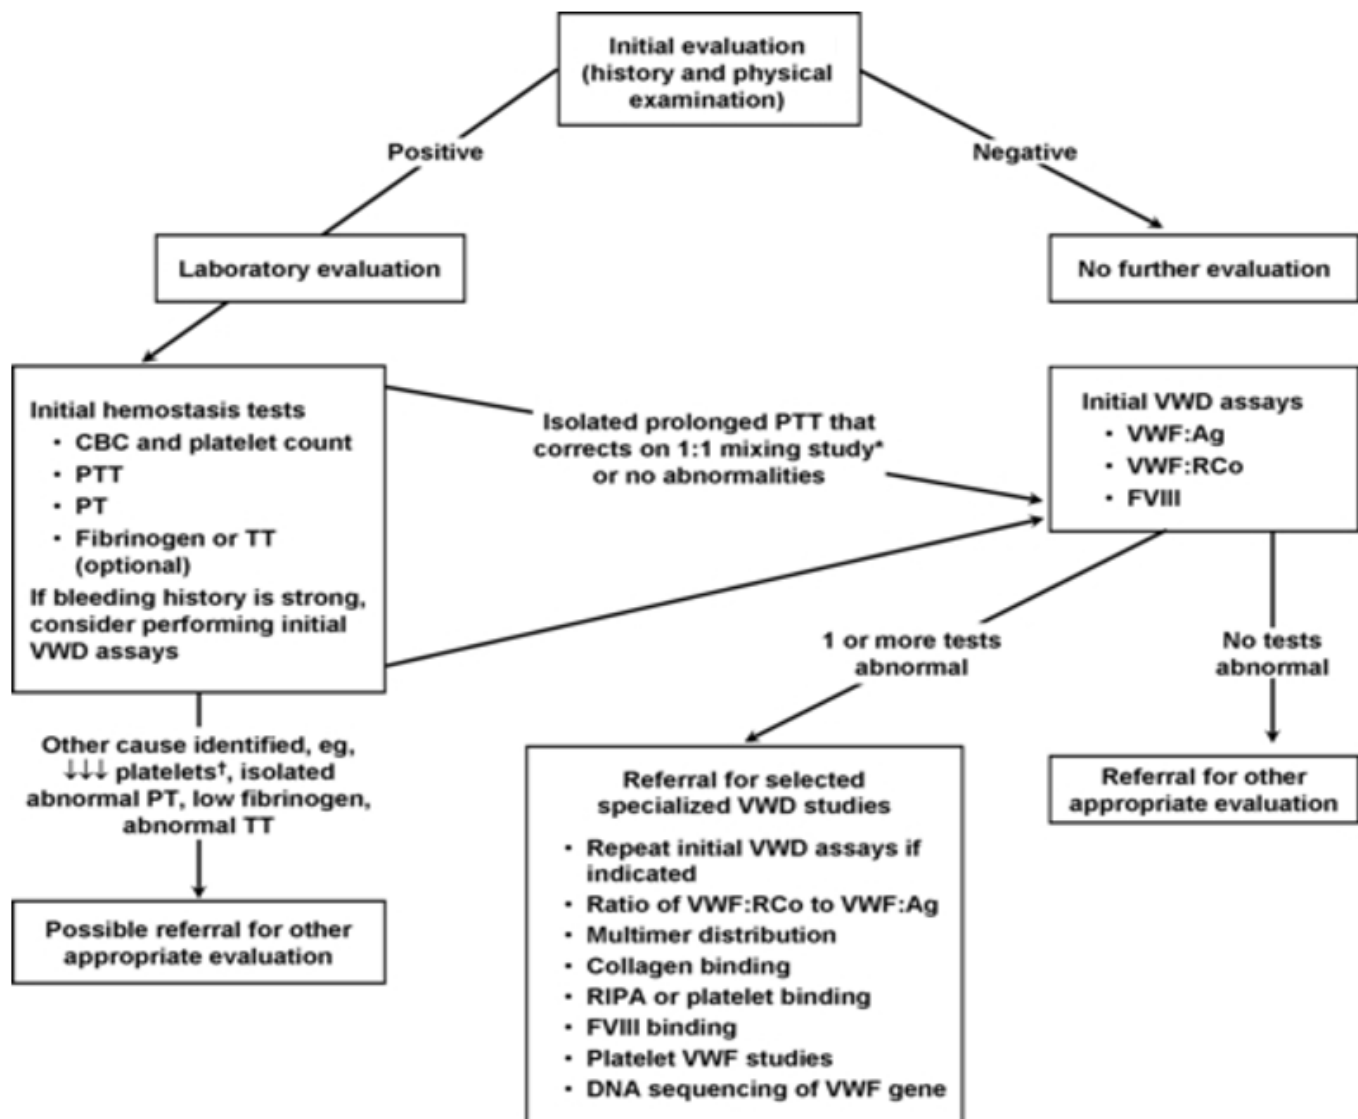 Initial evaluation
(history and physical
examination)
Positive
Negative
Laboratory evaluation
No further evaluation
Initial hemostasis tests
• CBC and platelet count
• PTT
• PT
• Fibrinogen or TT
(optional)
If bleeding history is strong,
consider performing initial
VWD assays
Isolated prolonged PTT that
corrects on 1:1 mixing study*
or no abnormalities
Initial VWD assays
• VWF:Ag
• VWF:RCo
• FVIII
1 or more tests
abnormal
No tests
abnormal
Other cause identified, eg,
↓↓↓ platelets†, isolated
abnormal PT, low fibrinogen,
abnormal TT
Possible referral for other
appropriate evaluation
Referral for selected
specialized VWD studies
• Repeat initial VWD assays if
indicated
• Ratio of VWF:RCo to VWF:Ag
• Multimer distribution
• Collagen binding
• RIPA or platelet binding
• FVIII binding
• Platelet VWF studies
• DNA sequencing of VWF gene
Referral for other
appropriate evaluation